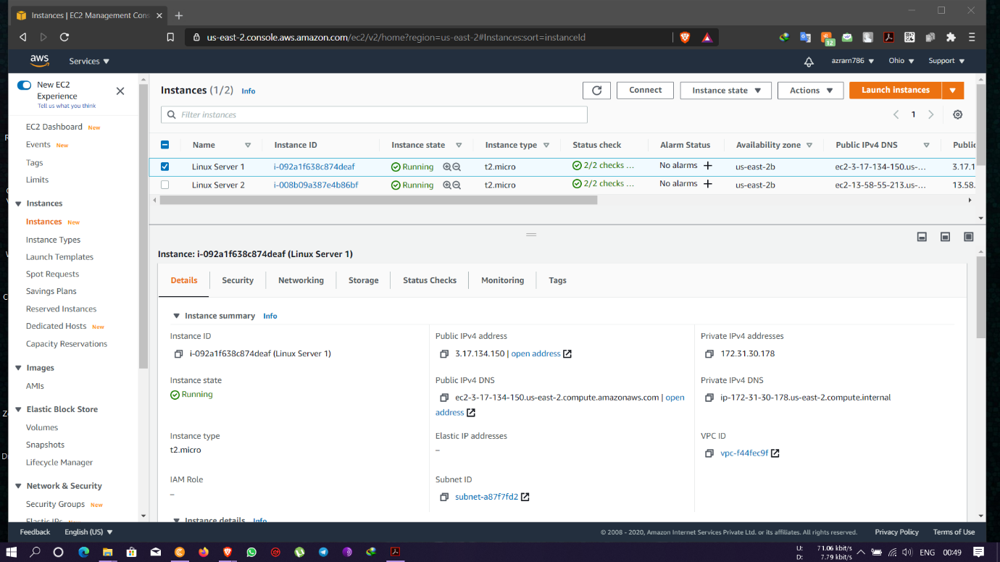 Instances | EC2 Management Cons
us-east-2.console.aws.amazon.com/ec2/v2/home?region=us-east-2#Instances:sort=instanceId
12
aws Services azram786 Ohio Support
New EC2
Experience
Tell us what you think
EC2 Dashboard New
Events New
Tags
Limits
Instances
Instances New
Instance Types
Launch Templates
Spot Requests
Savings Plans
Reserved Instances
Dedicated Hosts New
Capacity Reservations
Images
AMIs
Elastic Block Store
Volumes
Snapshots
Lifecycle Manager
Network & Security
Security Groups New
Elastic IPs New
Instances (1/2) Info
Connect Instance state Actions Launch instances
Filter instances
1
Name Instance ID Instance state Instance type Status check Alarm Status Availability zone Public IPv4 DNS Public
Linux Server 1 i-092a1f638c874deaf Running t2.micro 2/2 checks ... No alarms + us-east-2b ec2-3-17-134-150.us-... 3.17.1
Linux Server 2 i-008b09a387e4b86bf Running t2.micro 2/2 checks ... No alarms + us-east-2b ec2-13-58-55-213.us-... 13.58.
Instance: i-092a1f638c874deaf (Linux Server 1)
Details Security Networking Storage Status Checks Monitoring Tags
Instance summary Info
Instance ID
i-092a1f638c874deaf (Linux Server 1)
Public IPv4 address
3.17.134.150 | open address
Private IPv4 addresses
172.31.30.178
Instance state
Running
Public IPv4 DNS
ec2-3-17-134-150.us-east-2.compute.amazonaws.com | open
address
Private IPv4 DNS
ip-172-31-30-178.us-east-2.compute.internal
Instance type
t2.micro
Elastic IP addresses
–
VPC ID
vpc-f44fec9f
IAM Role
–
Subnet ID
subnet-a87f7fd2
Instance details Info
Feedback English (US) © 2008 - 2020, Amazon Internet Services Private Ltd. or its affiliates. All rights reserved. Privacy Policy Terms of Use
U: 71.06 kbit/s
D: 7.79 kbit/s
ENG 00:49